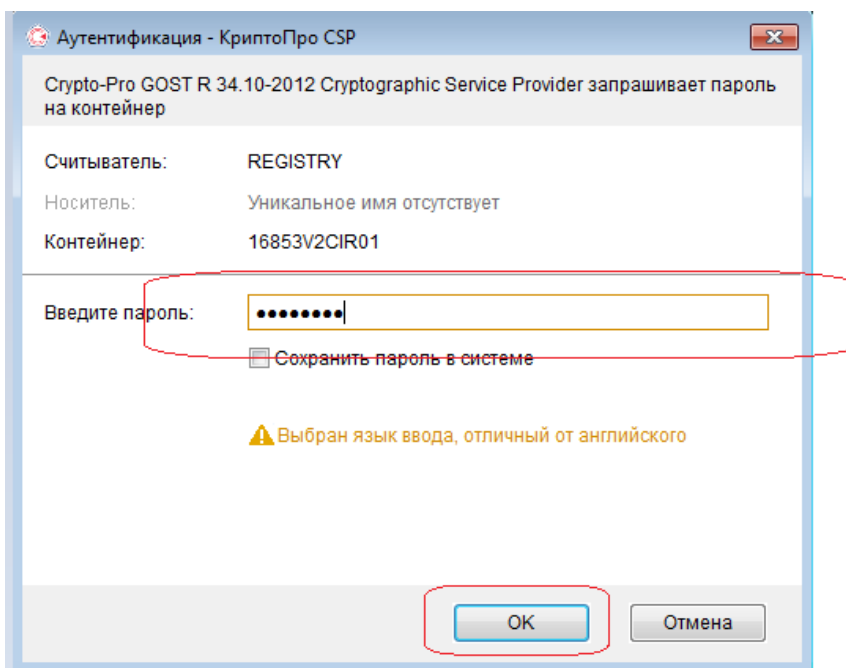 Аутентификация - КриптоПро CSP
Crypto-Pro GOST R 34.10-2012 Cryptographic Service Provider запрашивает пароль
на контейнер
Считыватель: REGISTRY
Носитель: Уникальное имя отсутствует
Контейнер: 16853V2CIR01
Введите пароль: ●●●●●●●●
Сохранить пароль в системе
Выбран язык ввода, отличный от английского
OK Отмена